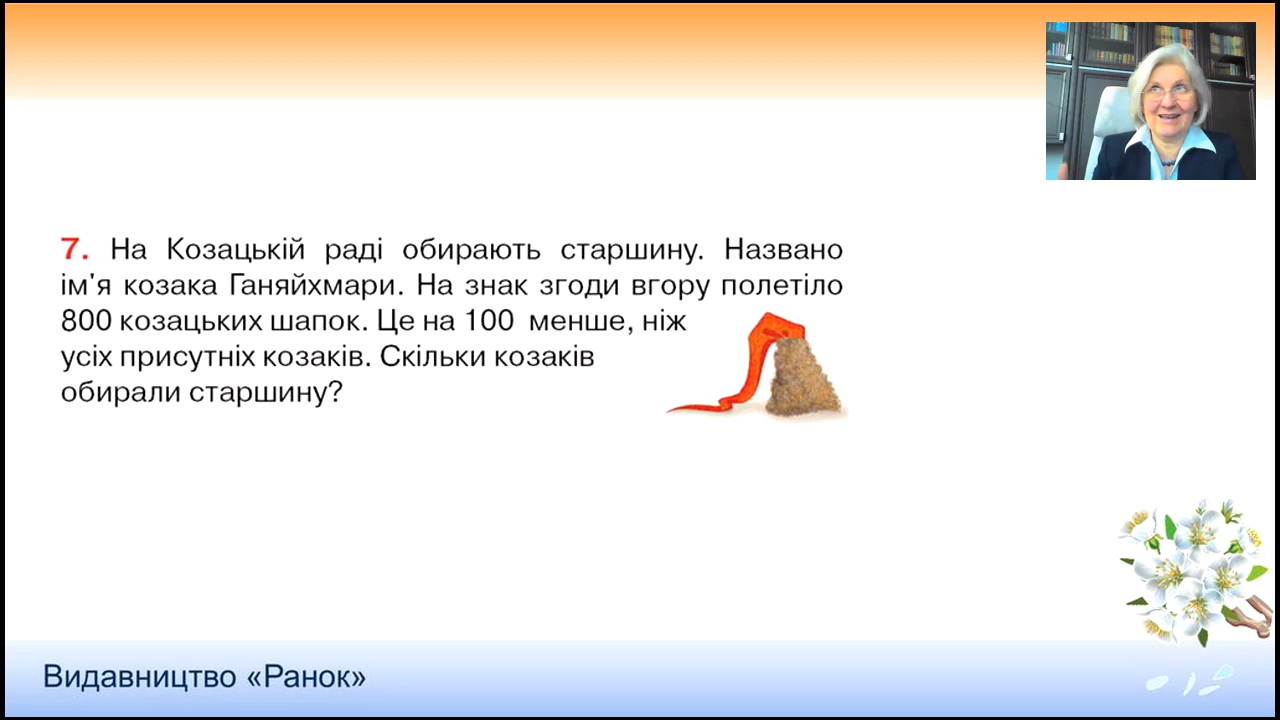 7. На Козацькій раді обирають старшину. Названо
ім'я козака Ганяйхмари. На знак згоди вгору полетіло
800 козацьких шапок. Це на 100 менше, ніж
усіх присутніх козаків. Скільки козаків
обирали старшину?
Видавництво «Ранок»